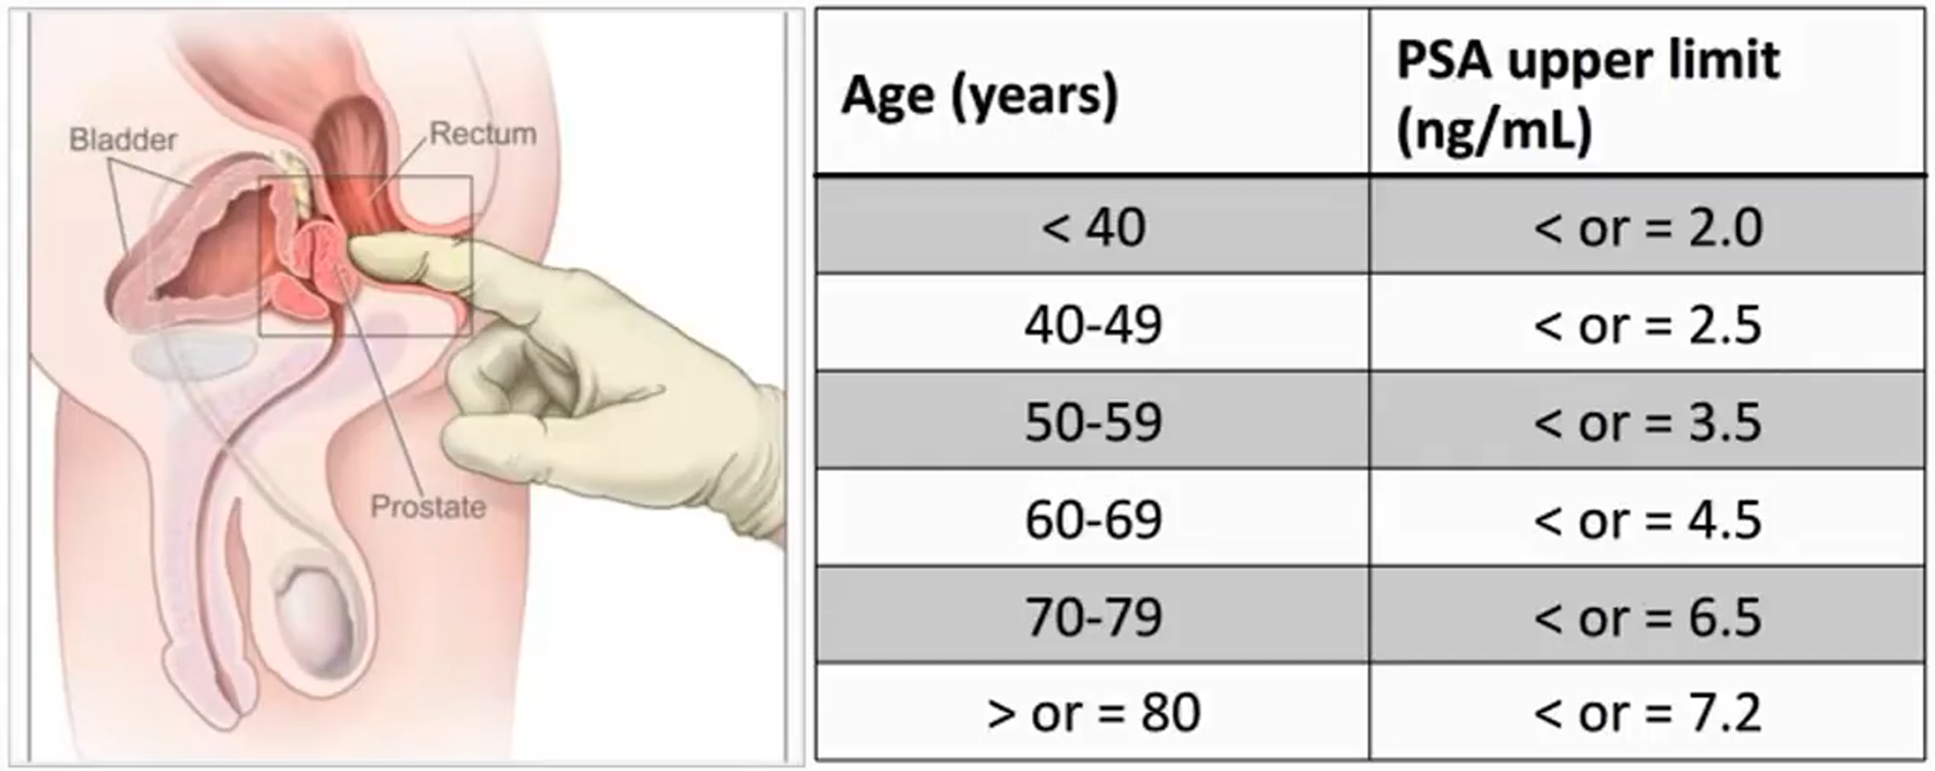 Bladder
Rectum
Prostate
Age (years)
PSA upper limit
(ng/mL)
< 40
< or = 2.0
40-49
< or = 2.5
50-59
< or = 3.5
60-69
< or = 4.5
70-79
< or = 6.5
> or = 80
< or = 7.2